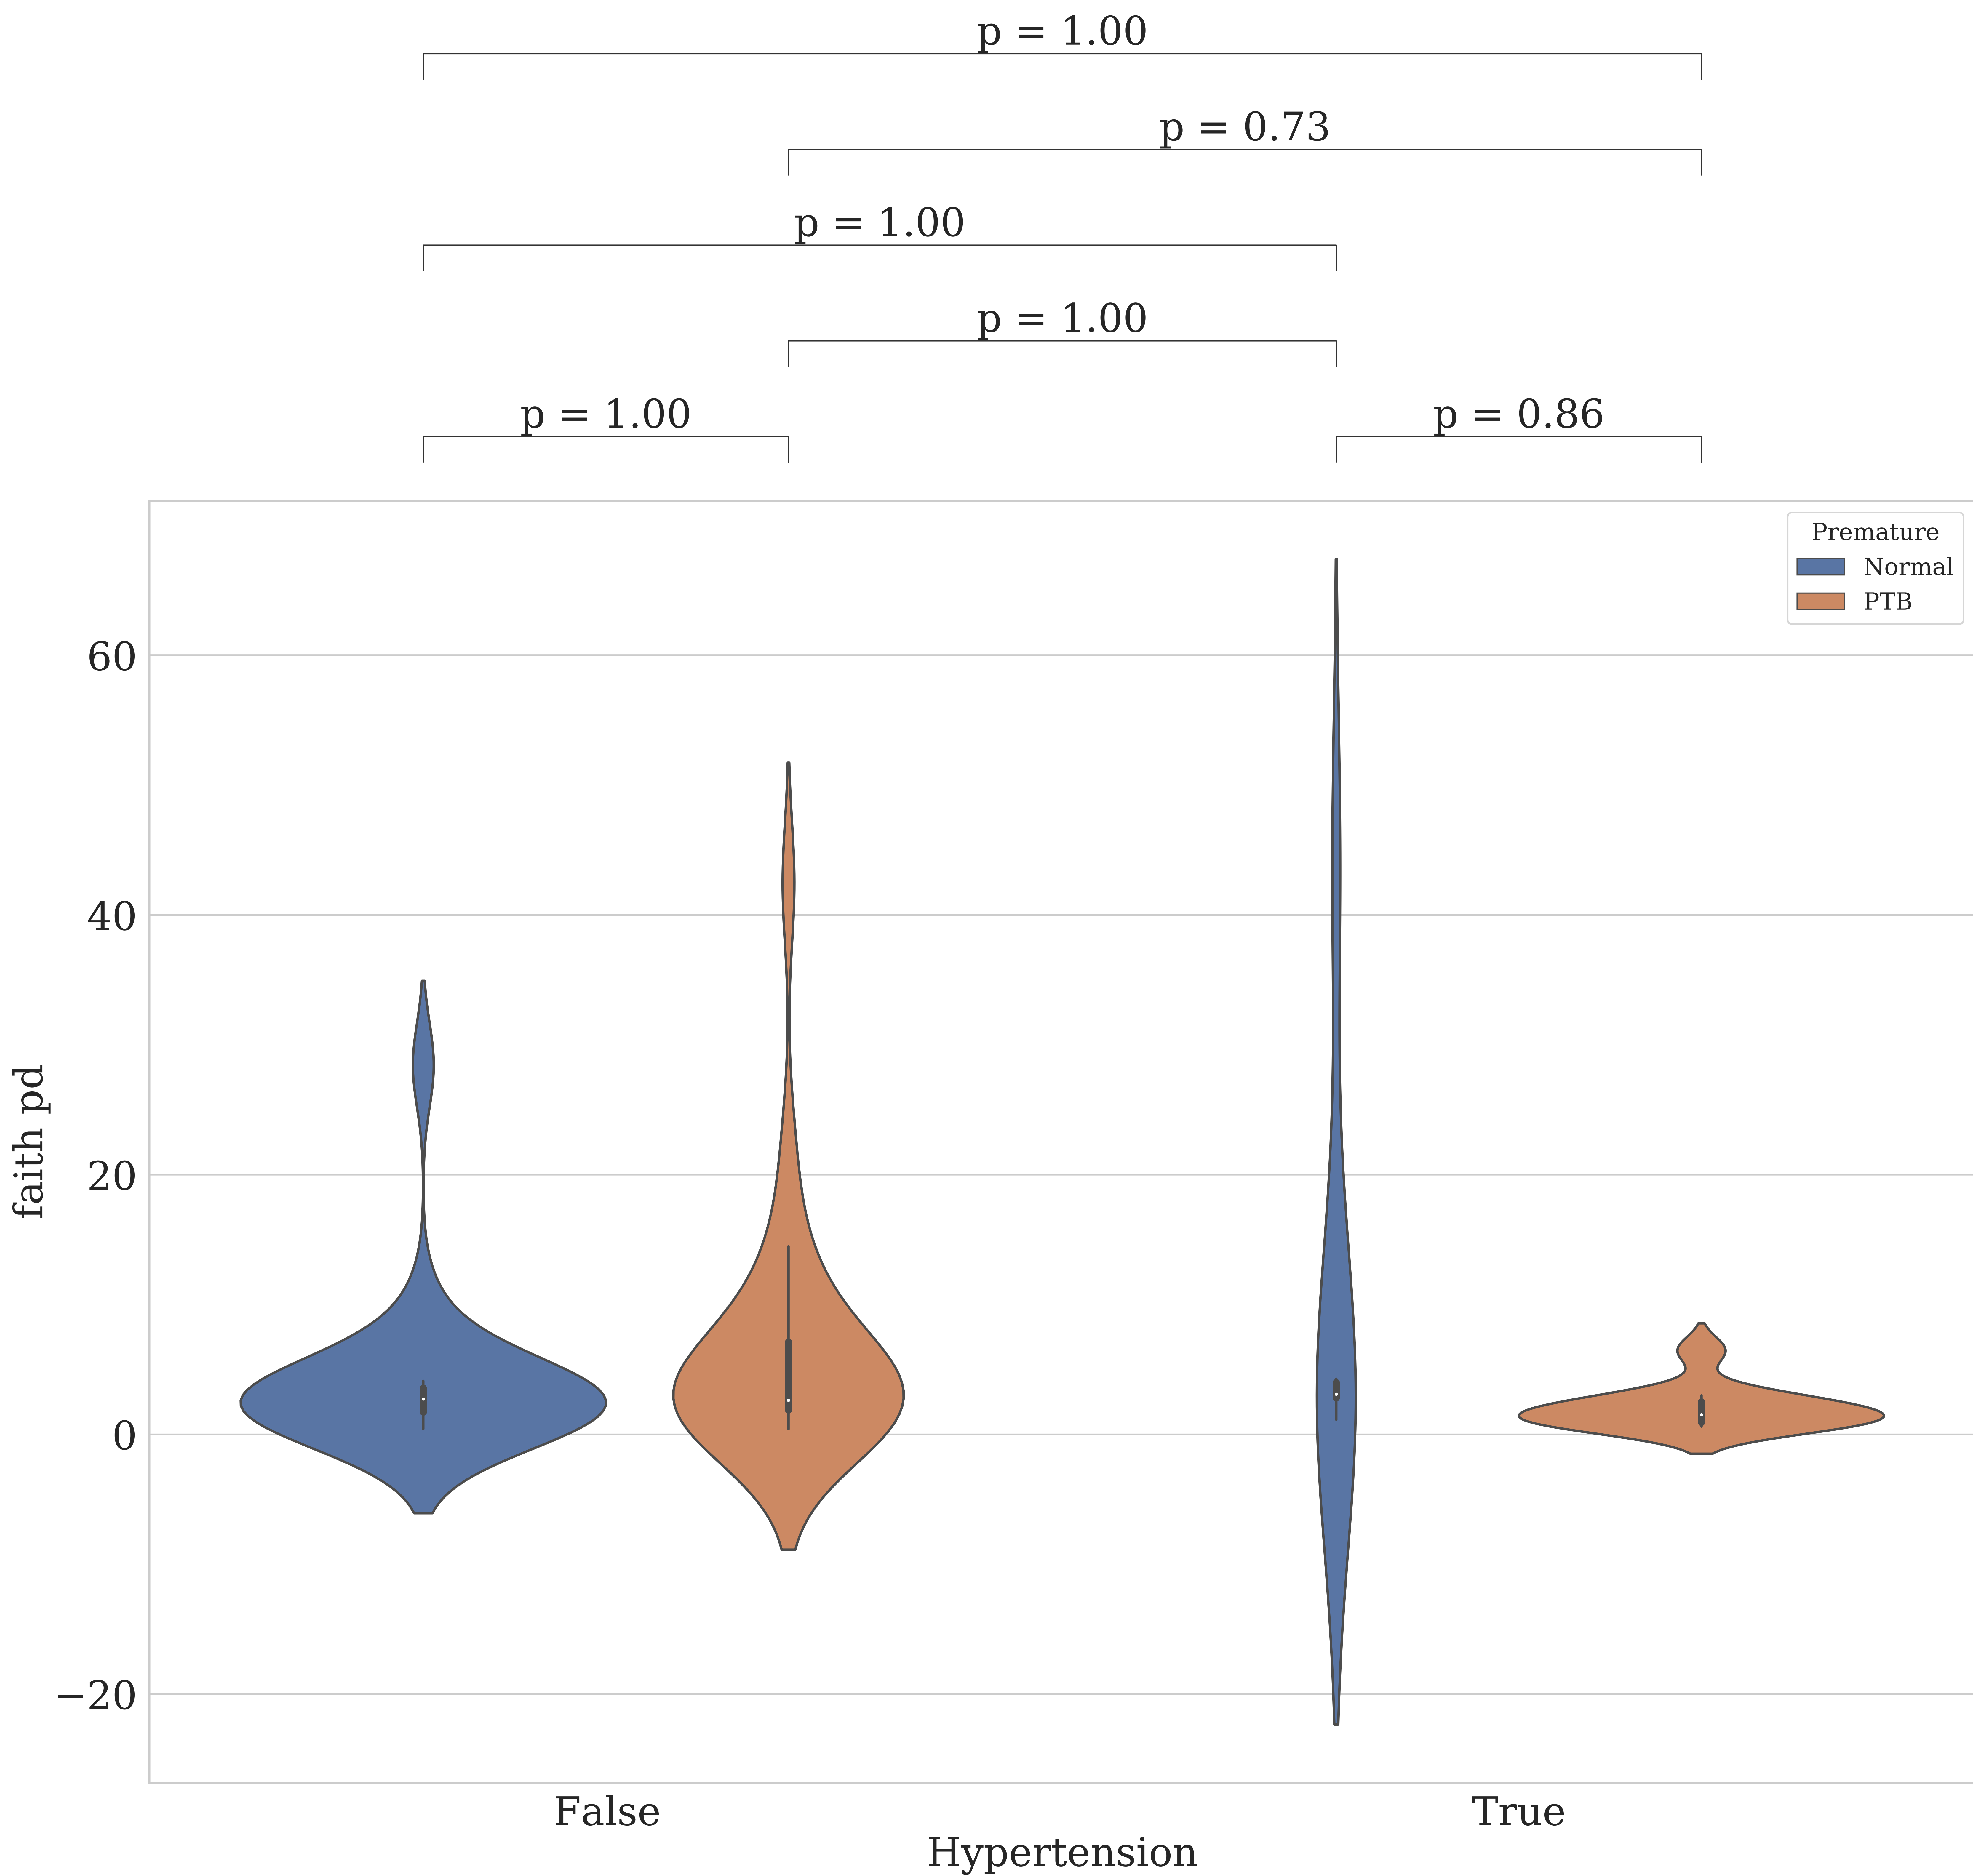 p = 1.00
p = 0.73
p = 1.00
p = 1.00
p = 1.00
p = 0.86
Premature
Normal
PTB
60
40
20
0
−20
faith pd
False
True
Hypertension